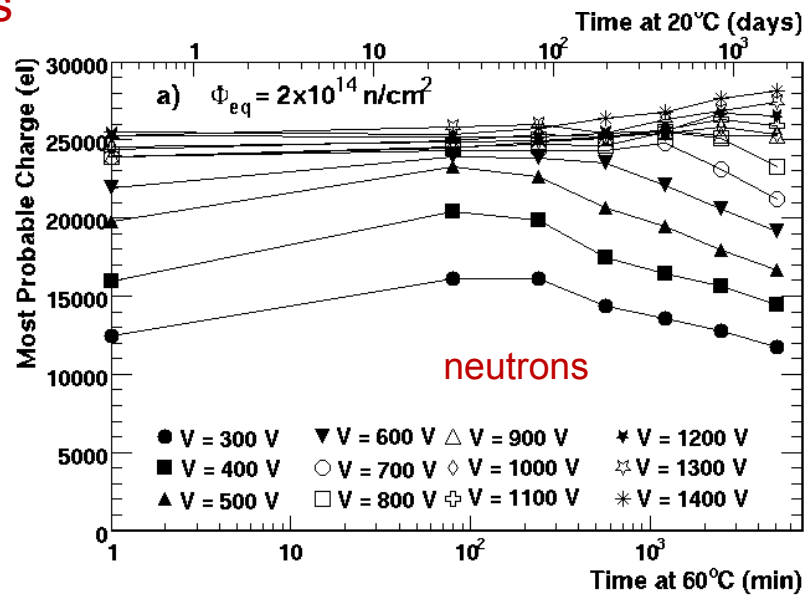 s
Time at 20°C (days)
1 10 10² 10³
Most Probable Charge (el)
30000
25000
20000
15000
10000
5000
0
a) Φeq = 2x10¹⁴ n/cm²
neutrons
● V = 300 V ▼ V = 600 V △ V = 900 V ★ V = 1200 V
■ V = 400 V ○ V = 700 V ◇ V = 1000 V ☆ V = 1300 V
▲ V = 500 V □ V = 800 V ✚ V = 1100 V ✳ V = 1400 V
1 10 10² 10³
Time at 60°C (min)